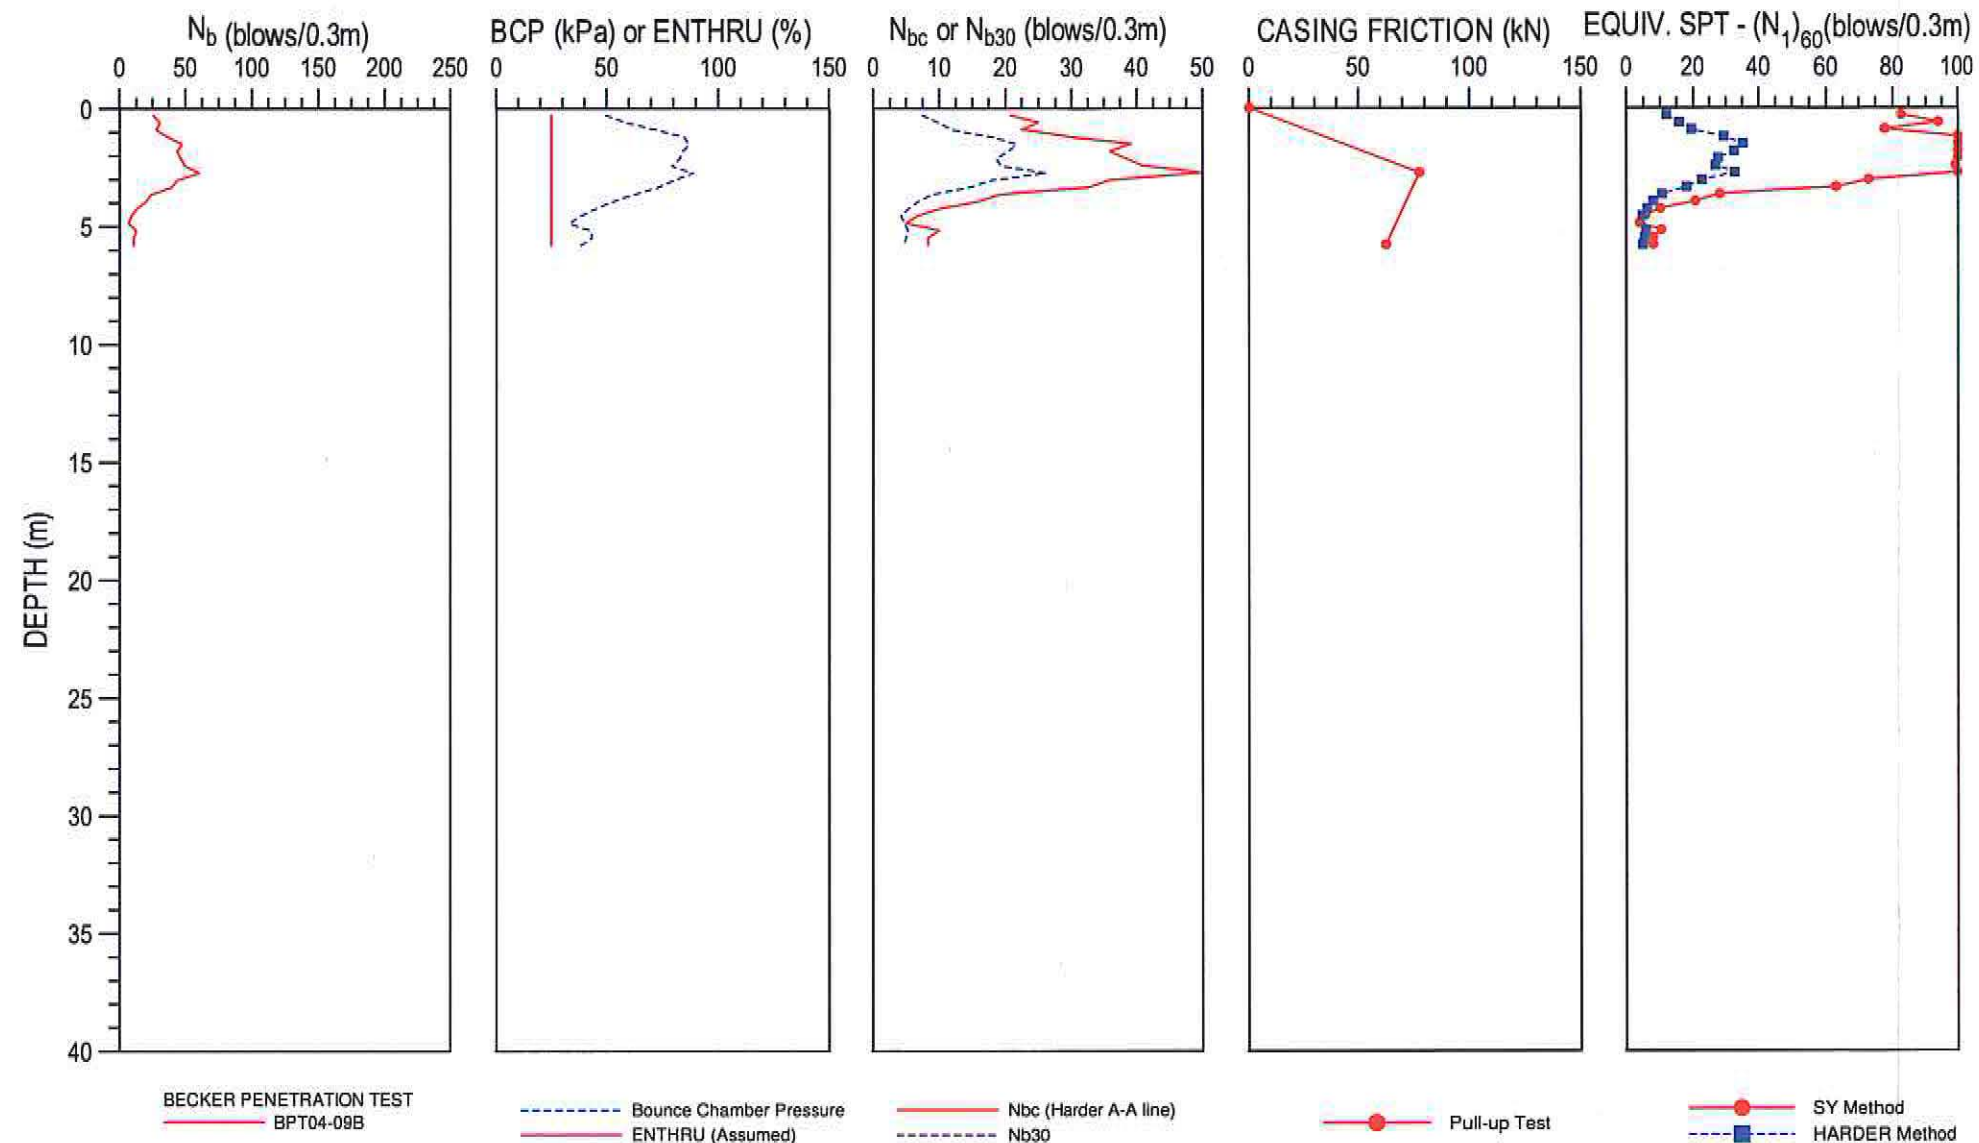 Nb (blows/0.3m)
0 50 100 150 200 250
BCP (kPa) or ENTHRU (%)
0 50 100 150
Nbc or Nb30 (blows/0.3m)
0 10 20 30 40 50
CASING FRICTION (kN)
0 50 100 150
EQUIV. SPT - (N1)60(blows/0.3m)
0 20 40 60 80 100
DEPTH (m)
0
5
10
15
20
25
30
35
40
BECKER PENETRATION TEST
BPT04-09B
Bounce Chamber Pressure
ENTHRU (Assumed)
Nbc (Harder A-A line)
Nb30
Pull-up Test
SY Method
HARDER Method